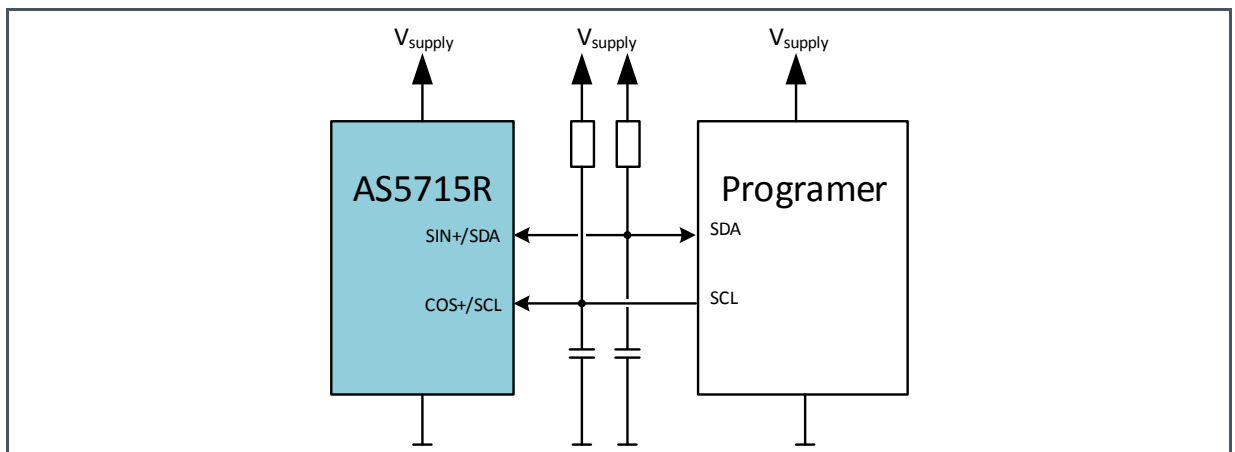 Vsupply Vsupply Vsupply
AS5715R Programer
SIN+/SDA SDA
COS+/SCL SCL